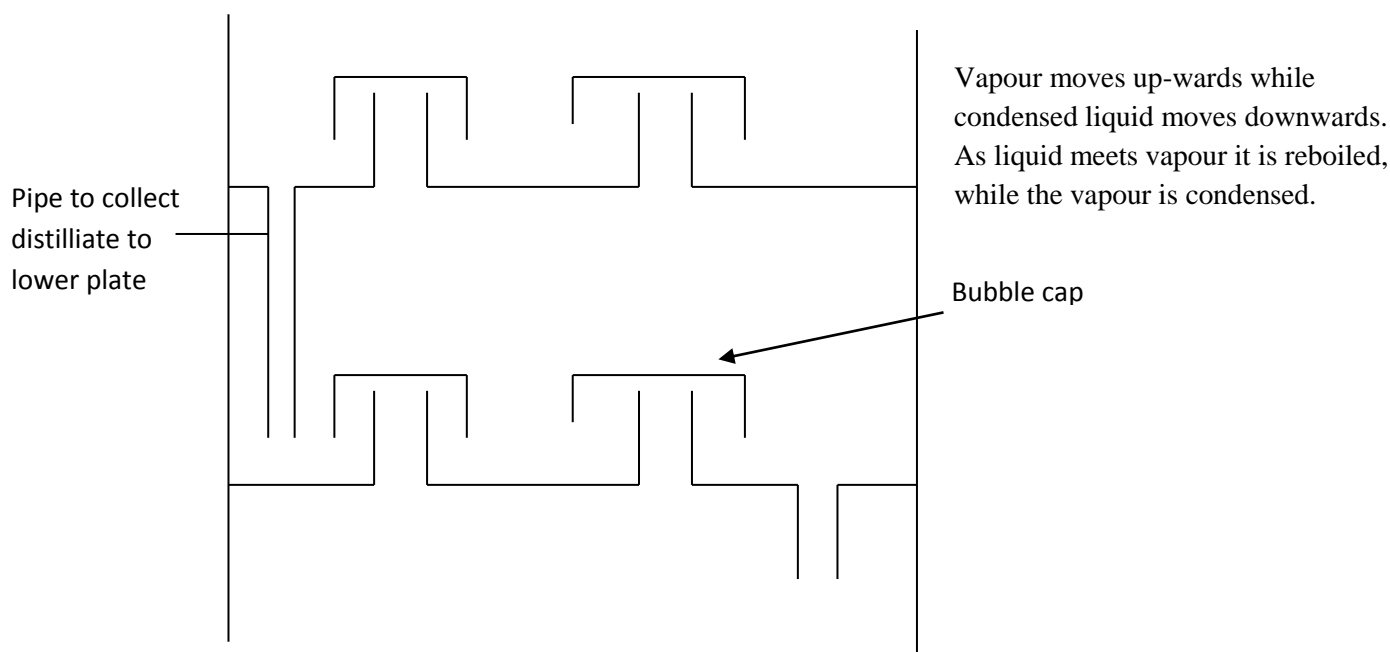 Vapour moves up-wards while
condensed liquid moves downwards.
As liquid meets vapour it is reboiled,
while the vapour is condensed.
Pipe to collect
distilliate to
lower plate
Bubble cap